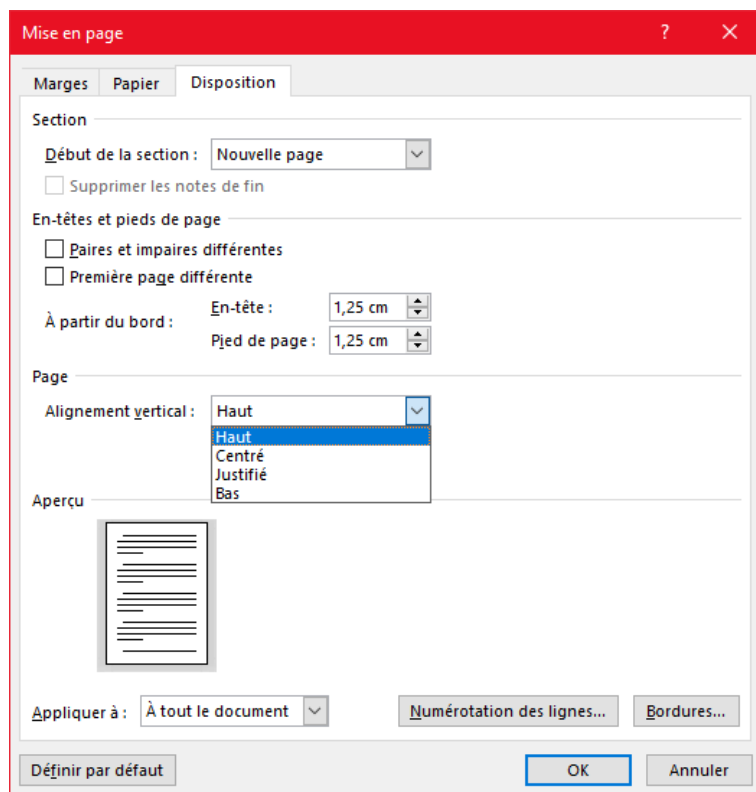 Mise en page
Marges Papier Disposition
Section
Début de la section : Nouvelle page
Supprimer les notes de fin
En-têtes et pieds de page
Paires et impaires différentes
Première page différente
À partir du bord :
En-tête : 1,25 cm
Pied de page : 1,25 cm
Page
Alignement vertical : Haut
Haut
Centré
Justifié
Bas
Aperçu
Appliquer à : À tout le document Numérotation des lignes... Bordures...
Définir par défaut OK Annuler